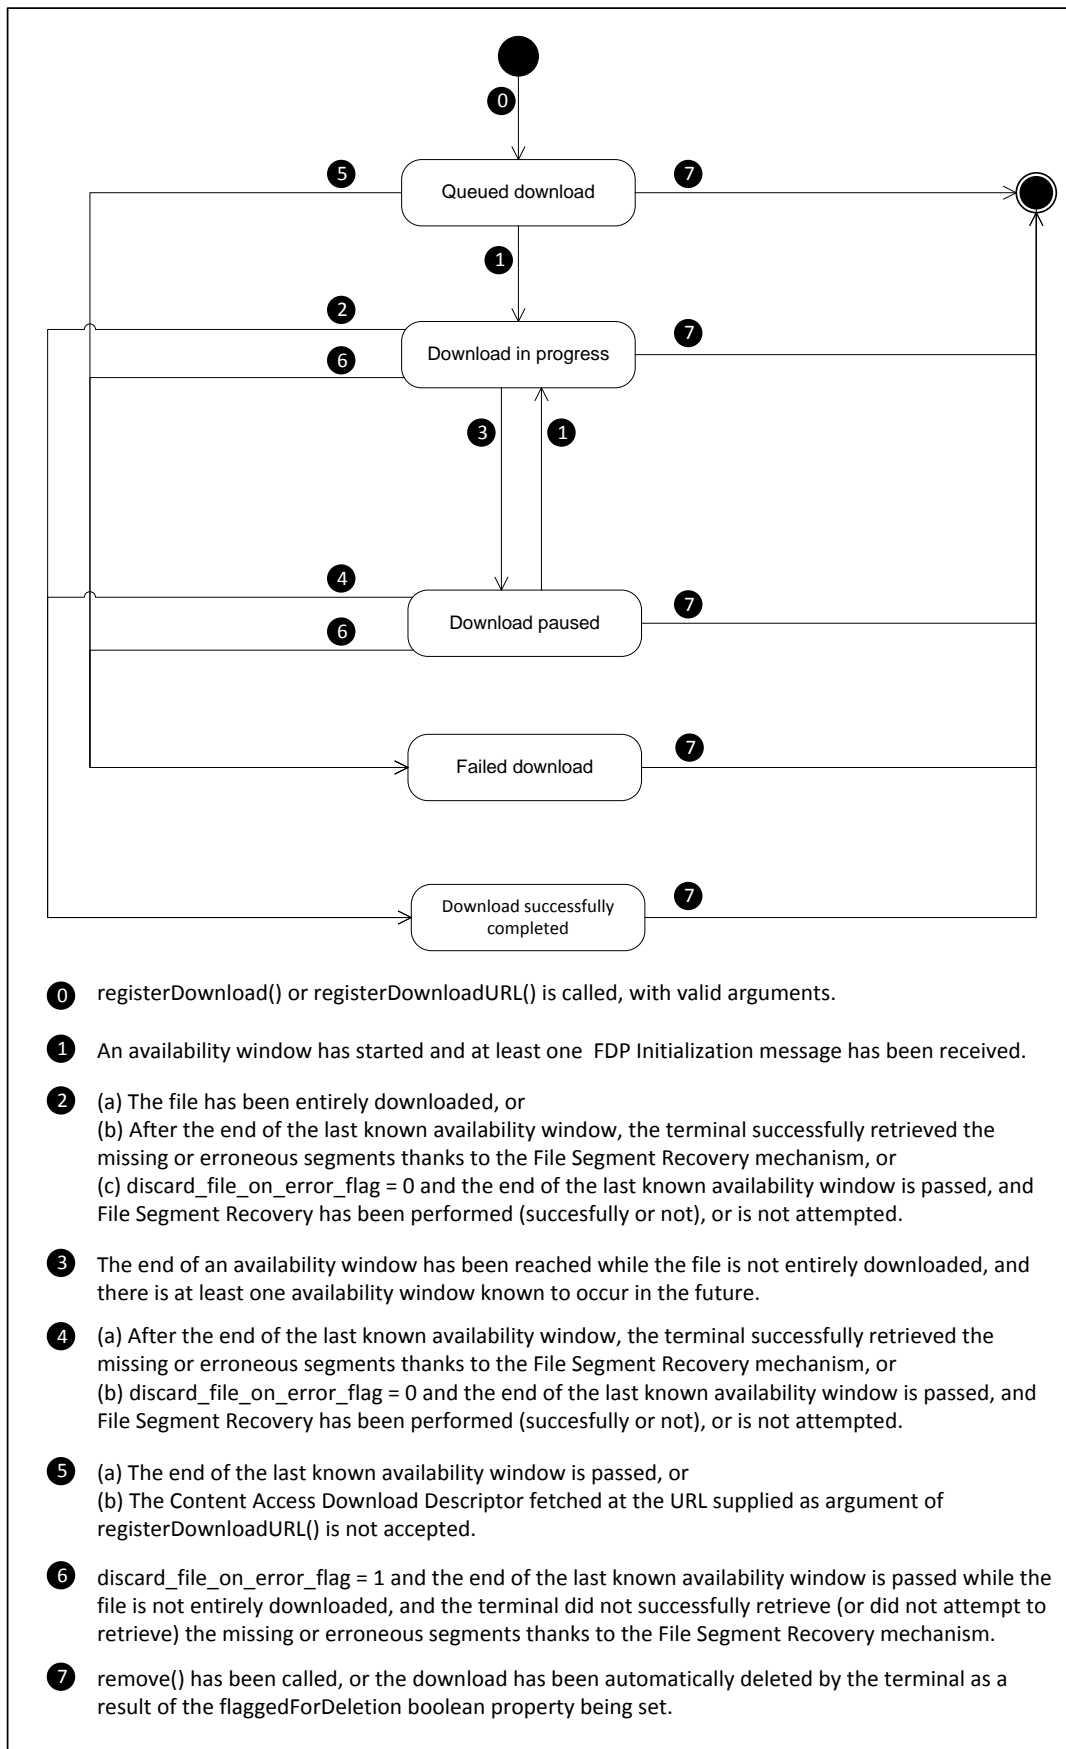 0
5
Queued download
7
1
2
Download in progress
7
6
3
1
4
Download paused
7
6
Failed download
7
Download successfully
completed
7
0 registerDownload() or registerDownloadURL() is called, with valid arguments.
1 An availability window has started and at least one FDP Initialization message has been received.
2 (a) The file has been entirely downloaded, or
(b) After the end of the last known availability window, the terminal successfully retrieved the
missing or erroneous segments thanks to the File Segment Recovery mechanism, or
(c) discard_file_on_error_flag = 0 and the end of the last known availability window is passed, and
File Segment Recovery has been performed (succesfully or not), or is not attempted.
3 The end of an availability window has been reached while the file is not entirely downloaded, and
there is at least one availability window known to occur in the future.
4 (a) After the end of the last known availability window, the terminal successfully retrieved the
missing or erroneous segments thanks to the File Segment Recovery mechanism, or
(b) discard_file_on_error_flag = 0 and the end of the last known availability window is passed, and
File Segment Recovery has been performed (succesfully or not), or is not attempted.
5 (a) The end of the last known availability window is passed, or
(b) The Content Access Download Descriptor fetched at the URL supplied as argument of
registerDownloadURL() is not accepted.
6 discard_file_on_error_flag = 1 and the end of the last known availability window is passed while the
file is not entirely downloaded, and the terminal did not successfully retrieve (or did not attempt to
retrieve) the missing or erroneous segments thanks to the File Segment Recovery mechanism.
7 remove() has been called, or the download has been automatically deleted by the terminal as a
result of the flaggedForDeletion boolean property being set.